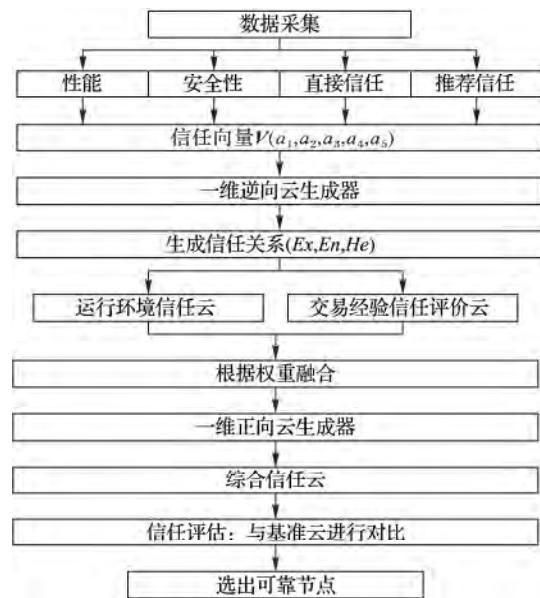 数据采集
性能 安全性 直接信任 推荐信任
信任向量V(a₁,a₂,a₃,a₄,a₅)
一维逆向云生成器
生成信任关系(Ex,En,He)
运行环境信任云 交易经验信任评价云
根据权重融合
一维正向云生成器
综合信任云
信任评估：与基准云进行对比
选出可靠节点